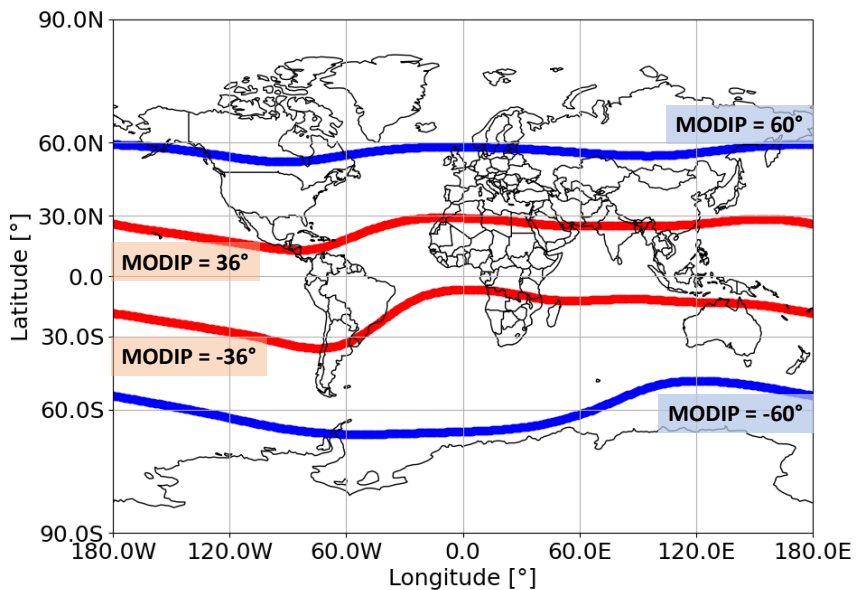 90.0N
MODIP = 60°
60.0N
30.0N
MODIP = 36°
0.0
Latitude [°]
30.0S
MODIP = -36°
60.0S
MODIP = -60°
90.0S
180.0W 120.0W 60.0W 0.0 60.0E 120.0E 180.0E
Longitude [°]